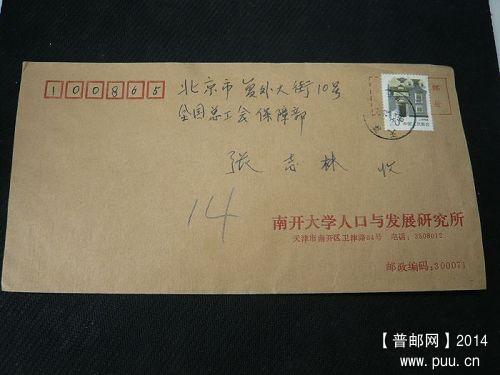 100865
北京市复外大街10号
全国总工会保障部
张志林 收
14
南开大学人口与发展研究所
天津市南开区卫津路94号 电话:3508012
邮政编码:300071
【普邮网】2014
www.puu.cn